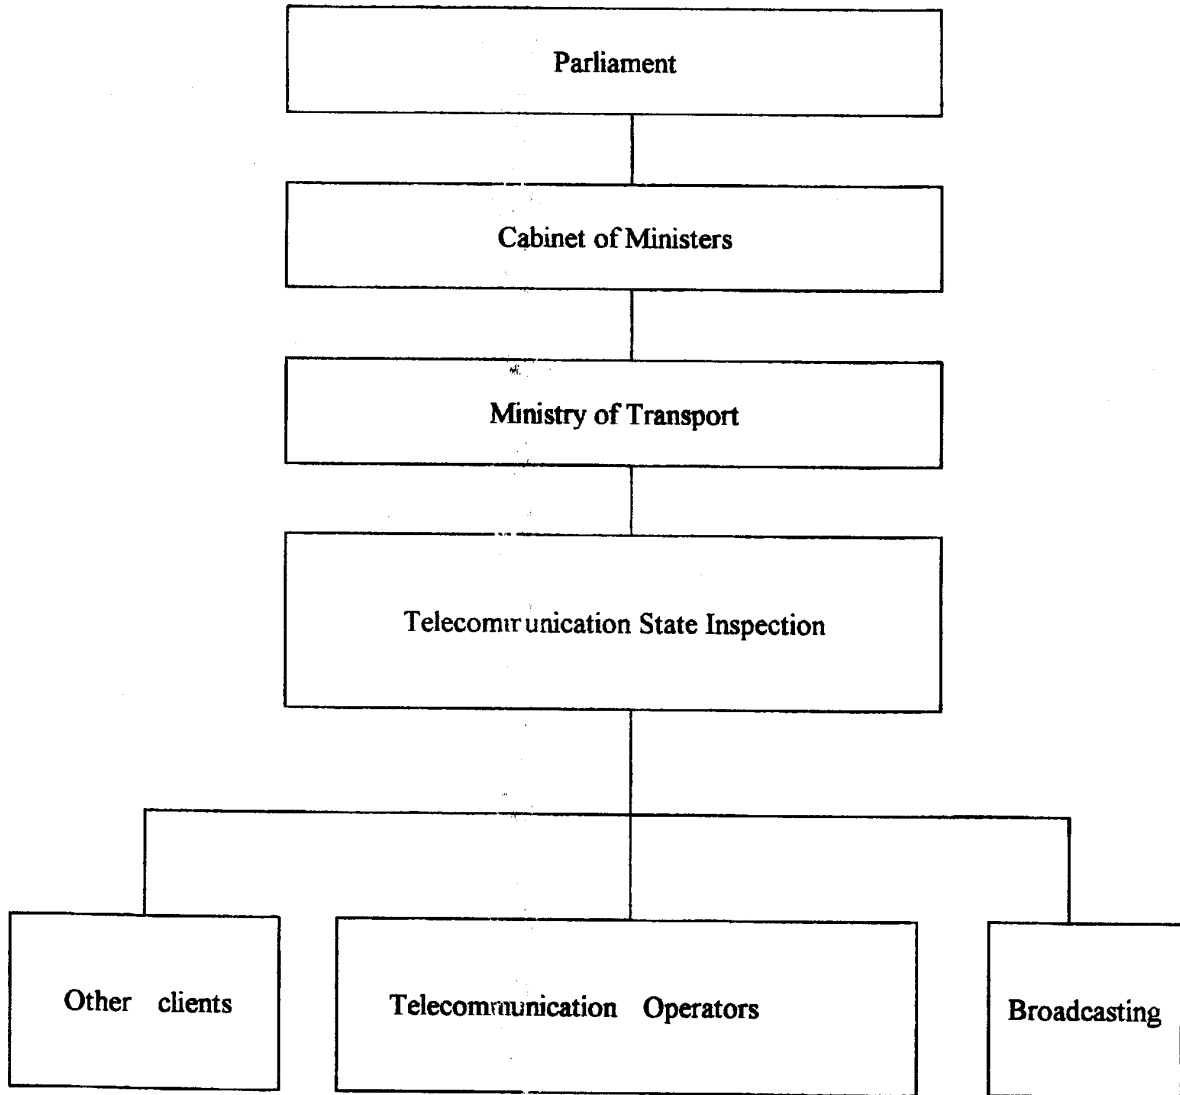 Parliament
Cabinet of Ministers
Ministry of Transport
Telecommunication State Inspection
Other clients
Telecommunication Operators
Broadcasting